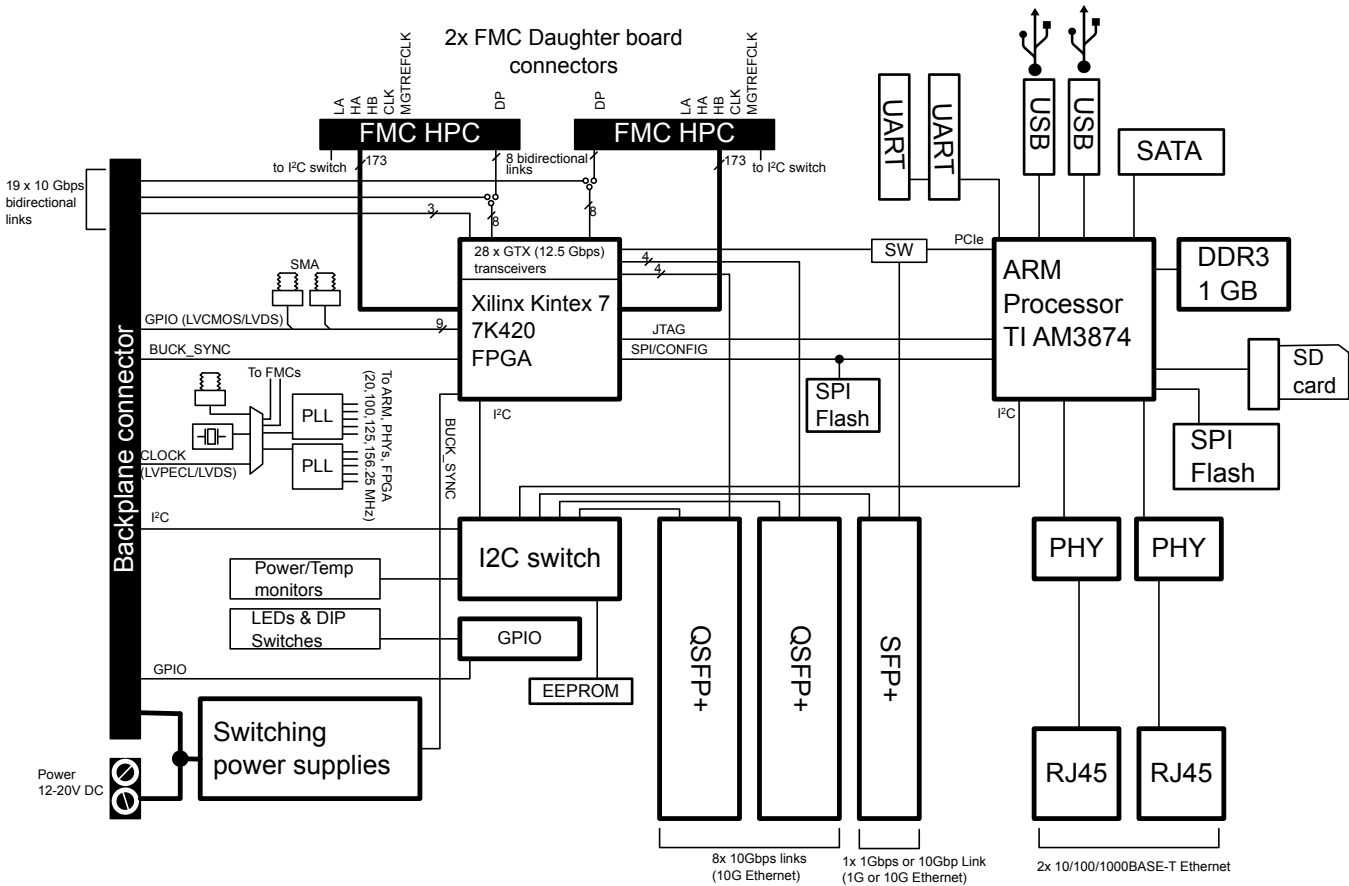 2x FMC Daughter board
connectors
LA
HA
HB
CLK
MGTREFCLK
DP
DP
LA
HA
HB
CLK
MGTREFCLK
FMC HPC
FMC HPC
to I²C switch
173
8 bidirectional
links
173
to I²C switch
19 x 10 Gbps
bidirectional
links
3
8
8
UART
UART
USB
USB
SATA
28 x GTX (12.5 Gbps)
transceivers
4
4
SW
PCIe
Xilinx Kintex 7
7K420
FPGA
ARM
Processor
TI AM3874
DDR3
1 GB
SMA
GPIO (LVCMOS/LVDS)
9
BUCK_SYNC
JTAG
SPI/CONFIG
SPI
Flash
SD
card
SPI
Flash
To FMCs
PLL
PLL
To ARM, PHYs, FPGA
(20,100,125,156.25 MHz)
CLOCK
(LVPECL/LVDS)
I²C
BUCK_SYNC
I²C
I²C
Backplane connector
I2C switch
Power/Temp
monitors
LEDs & DIP
Switches
GPIO
GPIO
EEPROM
QSFP+
QSFP+
SFP+
PHY
PHY
Switching
power supplies
Power
12-20V DC
RJ45
RJ45
8x 10Gbps links
(10G Ethernet)
1x 1Gbps or 10Gbp Link
(1G or 10G Ethernet)
2x 10/100/1000BASE-T Ethernet